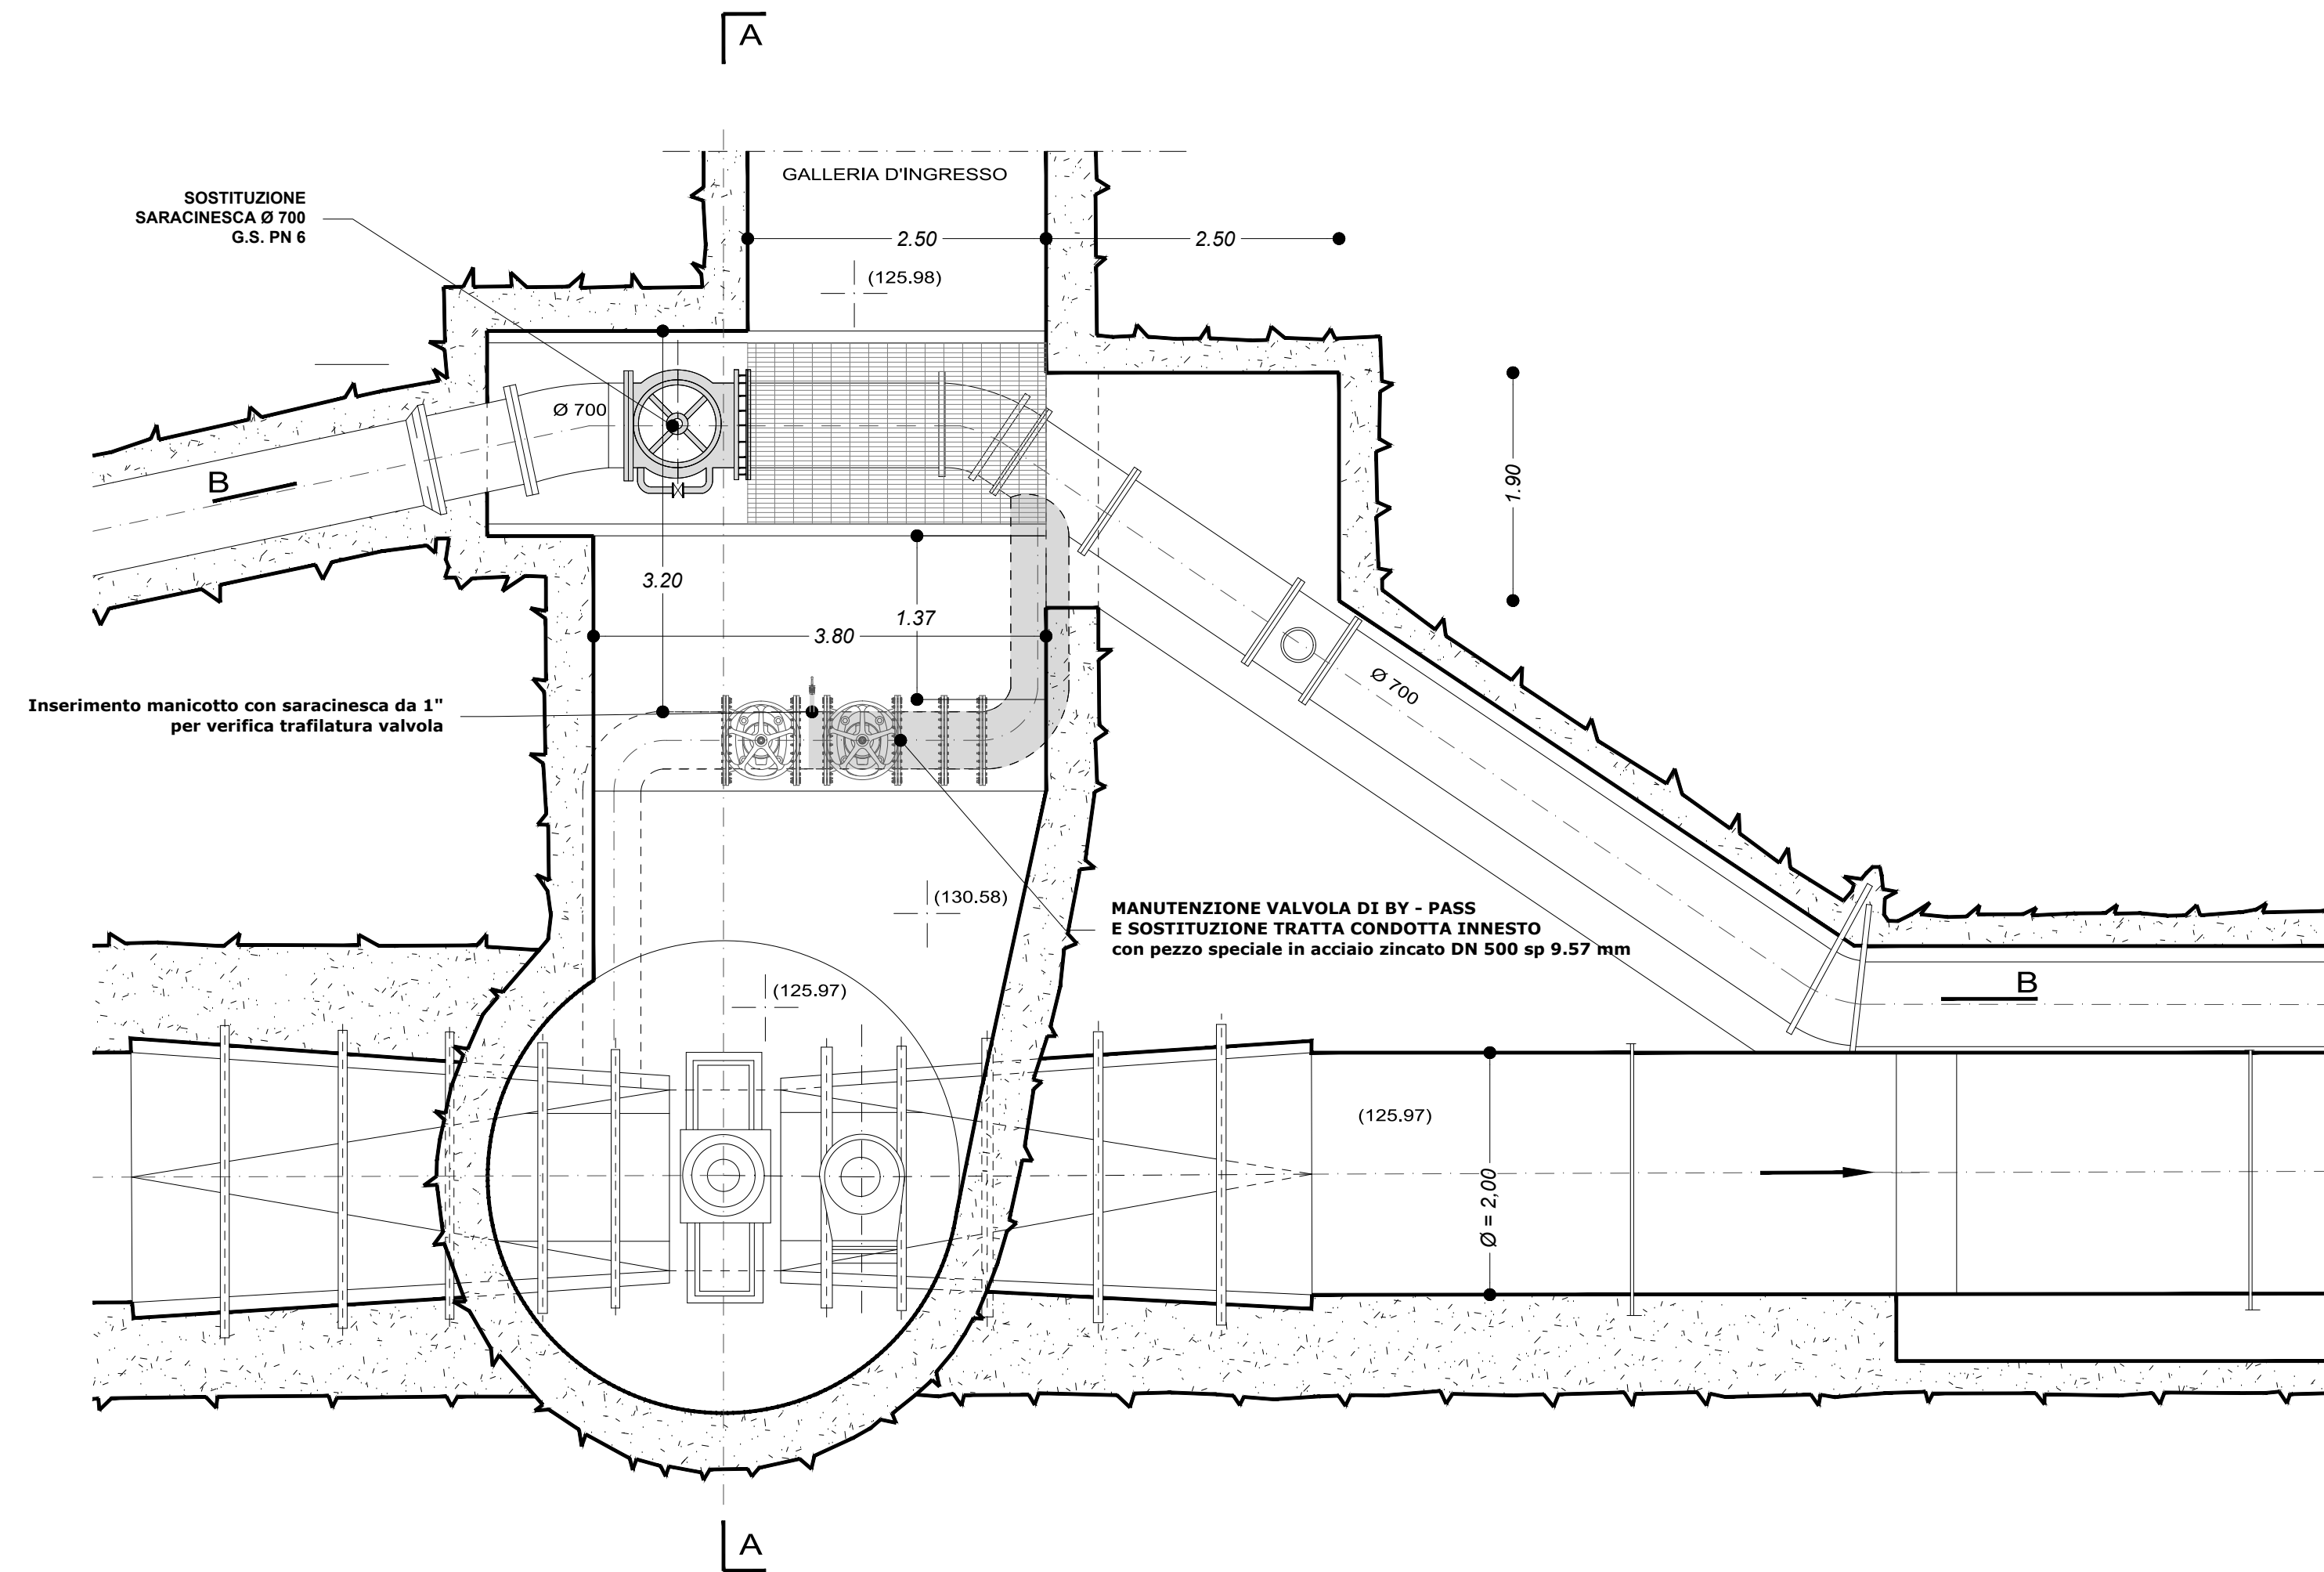 A
GALLERIA D'INGRESSO
SOSTITUZIONE
SARACINESCA Ø 700
G.S. PN 6
2.50
2.50
(125.98)
Ø 700
B
1.90
3.20
1.37
3.80
Ø 700
Inserimento manicotto con saracinesca da 1"
per verifica trafilatura valvola
(130.58)
MANUTENZIONE VALVOLA DI BY - PASS
E SOSTITUZIONE TRATTA CONDOTTA INNESTO
con pezzo speciale in acciaio zincato DN 500 sp 9.57 mm
(125.97)
B
(125.97)
Ø = 2,00
A